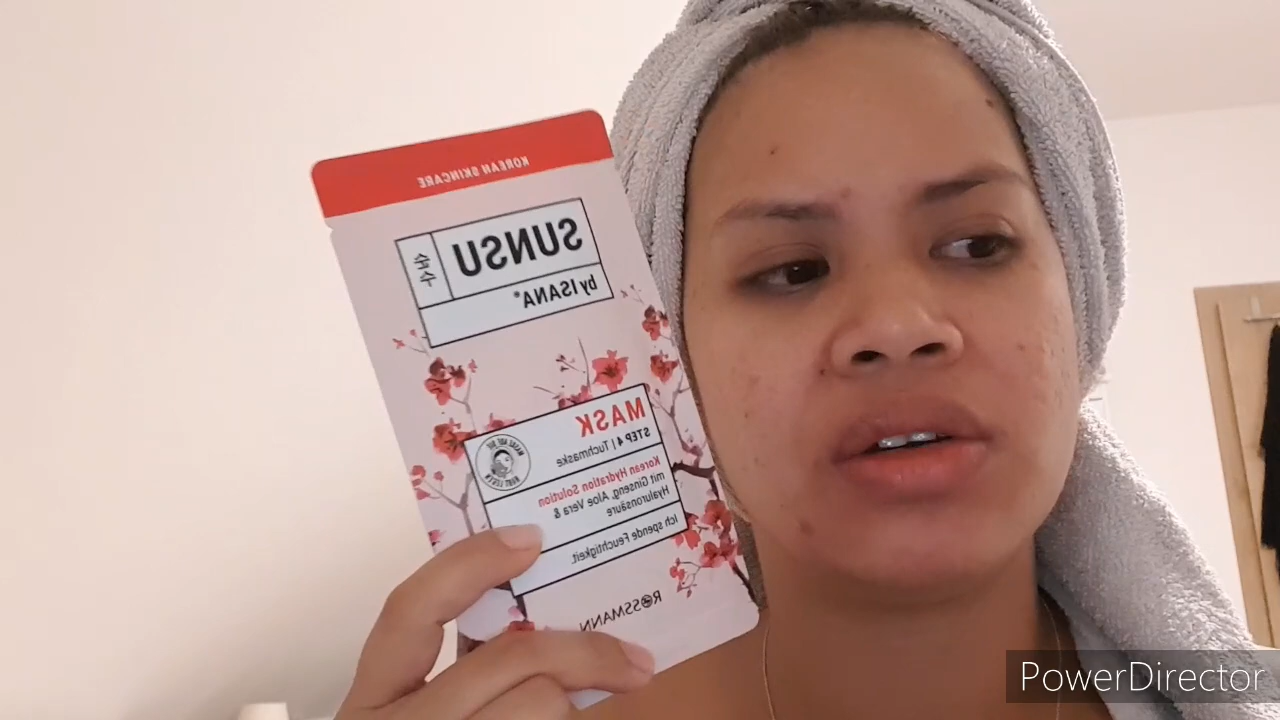 KOREAN SKINCARE
SUNSU
순수
by ISANA®
MASK
STEP 4 | Tuchmaske
Korean Hydration Solution
mit Ginseng, Aloe Vera &
Hyaluronsäure
Ich spende Feuchtigkeit.
ROSSMANN
PowerDirector